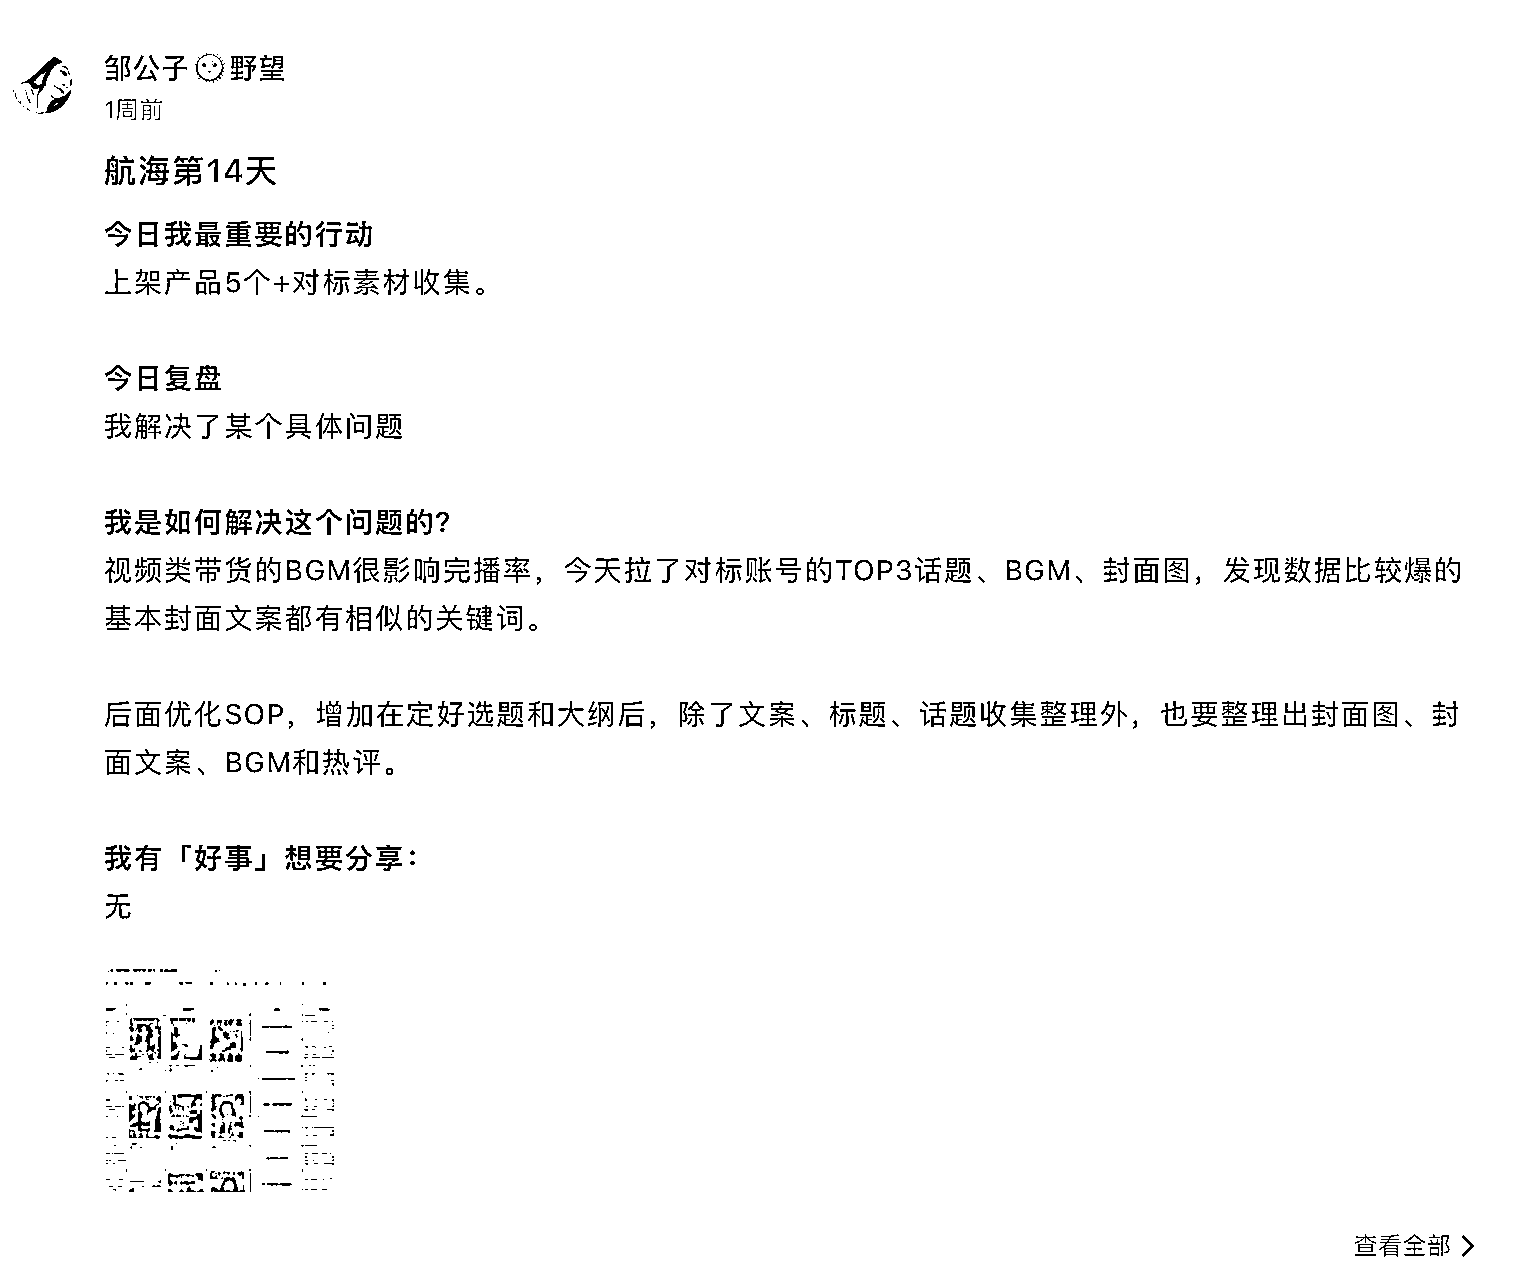 邹公子野望
1周前
航海第14天
今日我最重要的行动
上架产品5个+对标素材收集。
今日复盘
我解决了某个具体问题
我是如何解决这个问题的?
视频类带货的BGM很影响完播率，今天拉了对标账号的TOP3话题、BGM、封面图，发现数据比较爆的
基本封面文案都有相似的关键词。
后面优化SOP，增加在定好选题和大纲后，除了文案、标题、话题收集整理外，也要整理出封面图、封
面文案、BGM和热评。
我有「好事」想要分享：
无
查看全部